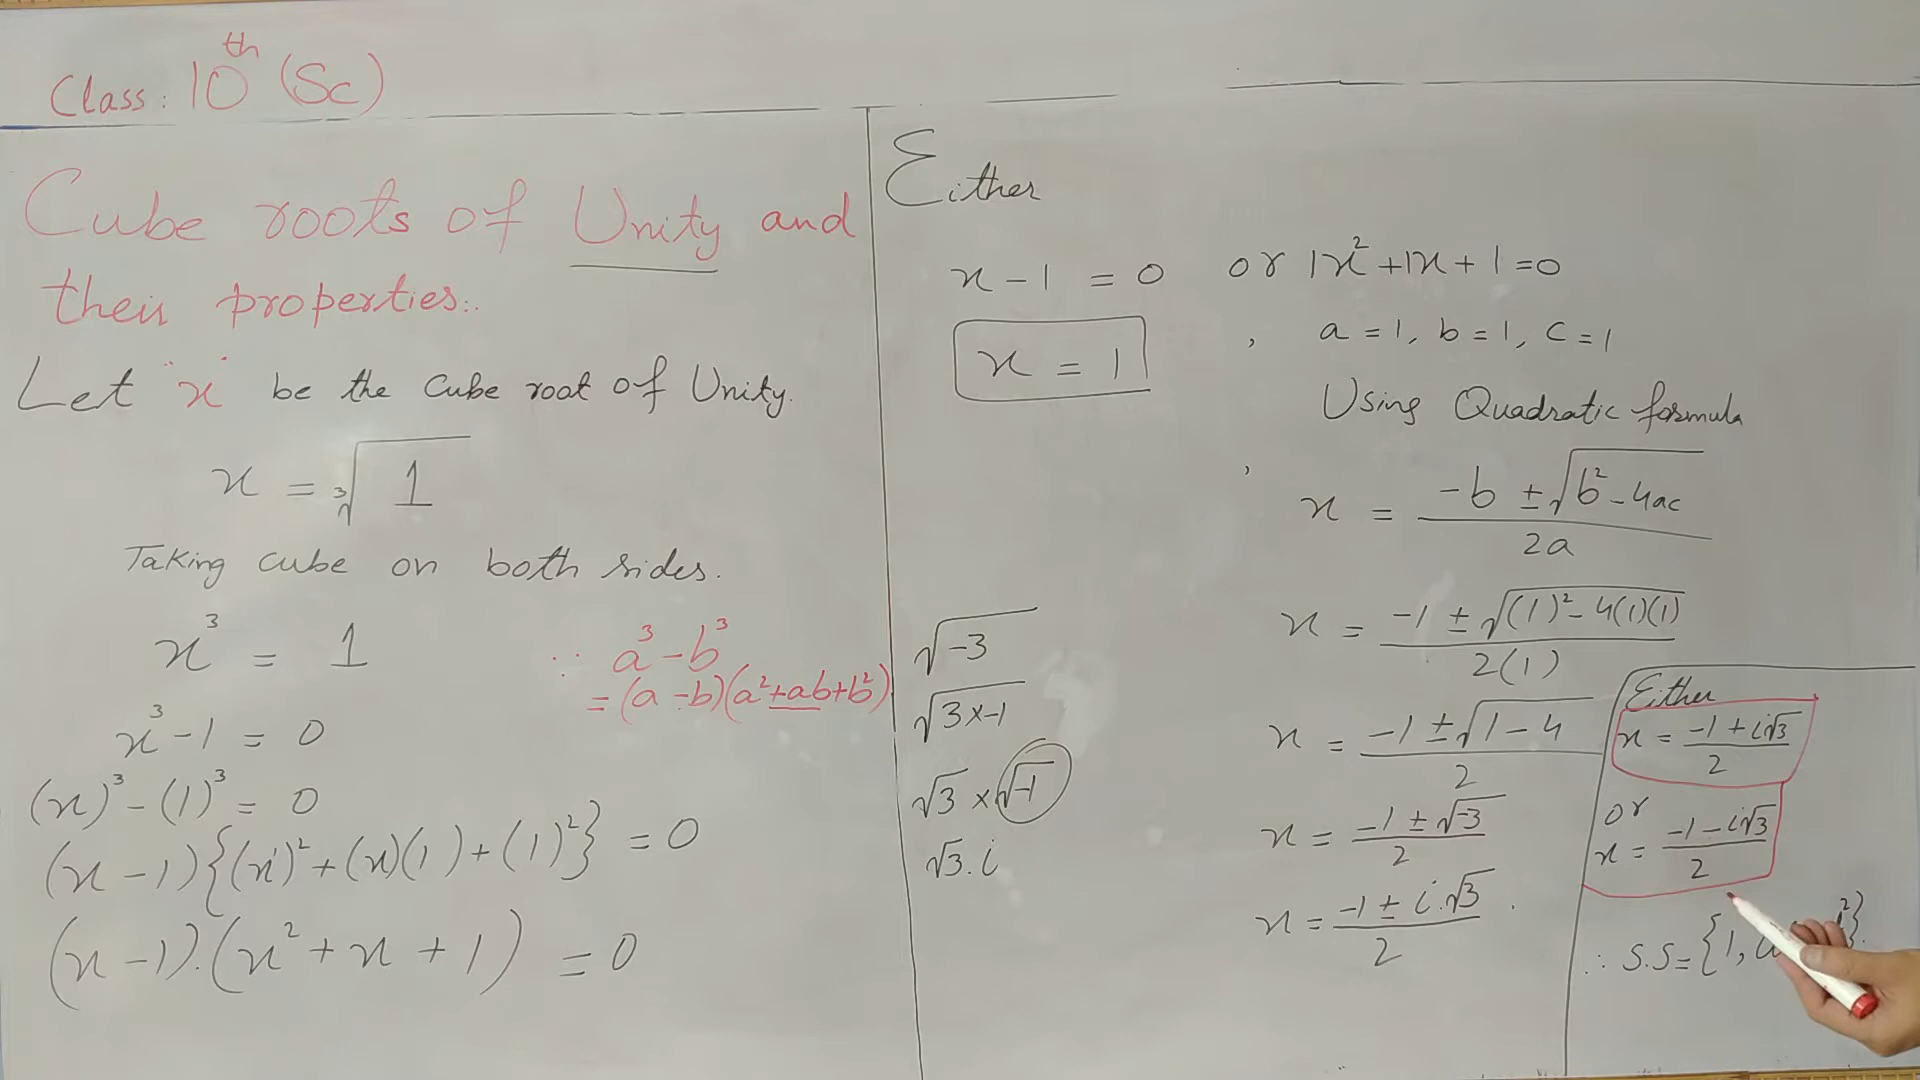 Class: 10th (Sc)
Cube roots of Unity and
their properties:.
Let "x" be the cube root of Unity.
x = ∛1
Taking cube on both sides.
x³ = 1
∵ a³-b³
= (a-b)(a²+ab+b²)
x³-1 = 0
(x)³-(1)³ = 0
(x-1){(x)²+(x)(1)+(1)²} = 0
(x-1).(x²+x+1) = 0
Either
x-1 = 0 or 1x²+1x+1=0
x = 1 , a=1, b=1, c=1
Using Quadratic formula
, x = (-b ± √(b²-4ac))/2a
x = (-1 ± √((1)²-4(1)(1)))/2(1)
x = (-1 ± √(1-4))/2
x = (-1 ± √-3)/2
x = (-1 ± i.√3)/2 .
√-3
√3×-1
√3 × √-1
√3.i
Either
x = (-1+i√3)/2
or
x = (-1-i√3)/2
∴ S.S = {1, ²}.